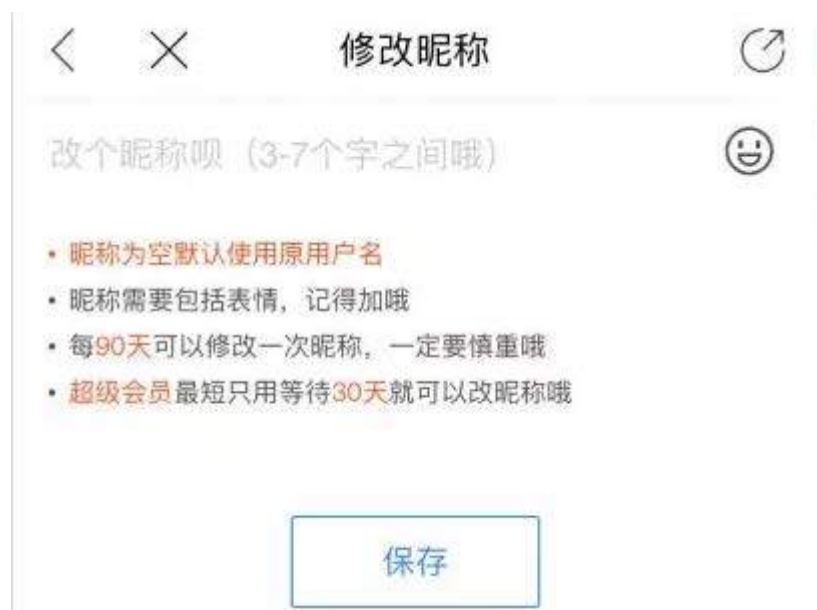 修改昵称
改个昵称呗（3-7个字之间哦）
• 昵称为空默认使用原用户名
• 昵称需要包括表情，记得加哦
• 每90天可以修改一次昵称，一定要慎重哦
• 超级会员最短只用等待30天就可以改昵称哦
保存